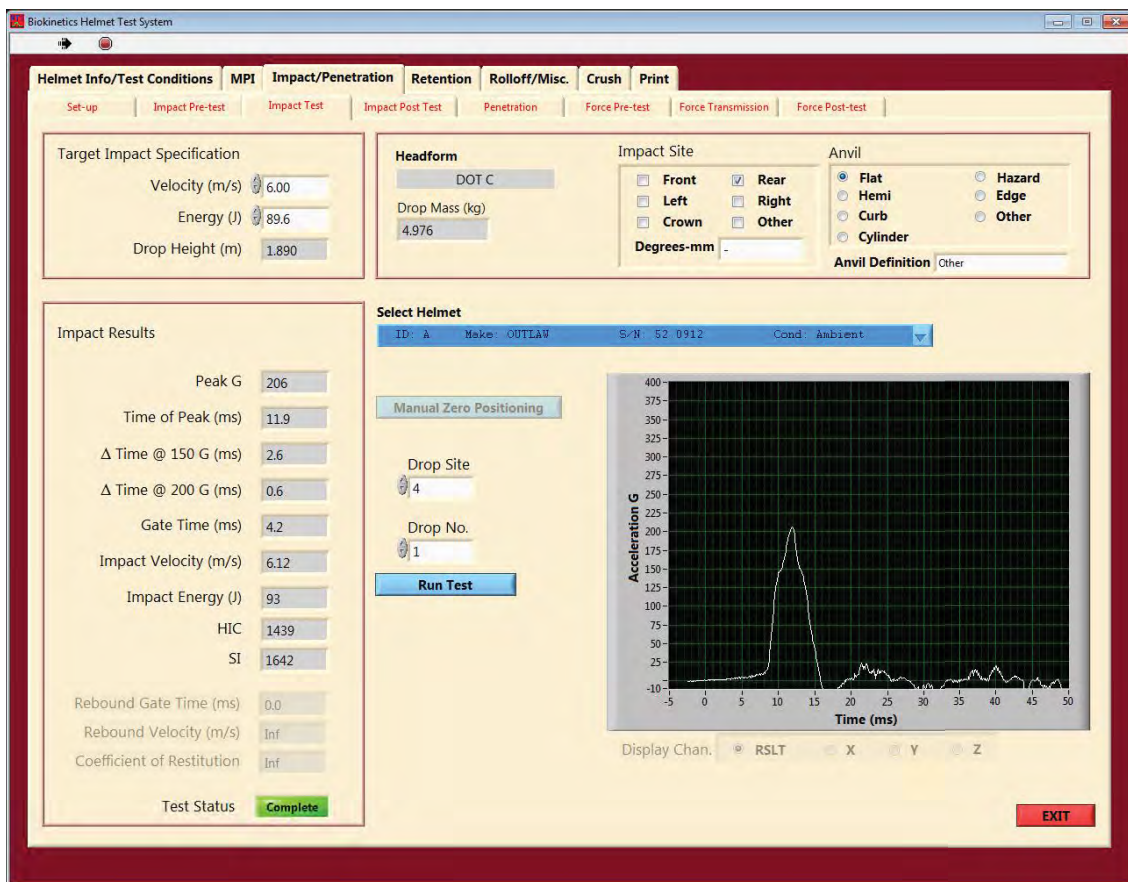 Biokinetics Helmet Test System
Helmet Info/Test Conditions MPI Impact/Penetration Retention Rolloff/Misc. Crush Print
Set-up Impact Pre-test Impact Test Impact Post Test Penetration Force Pre-test Force Transmission Force Post-test
Target Impact Specification
Velocity (m/s) 6.00
Energy (J) 89.6
Drop Height (m) 1.890
Headform
DOT C
Drop Mass (kg)
4.976
Impact Site
Front Rear
Left Right
Crown Other
Degrees-mm -
Anvil
Flat Hazard
Hemi Edge
Curb Other
Cylinder
Anvil Definition Other
Impact Results
Peak G 206
Time of Peak (ms) 11.9
Δ Time @ 150 G (ms) 2.6
Δ Time @ 200 G (ms) 0.6
Gate Time (ms) 4.2
Impact Velocity (m/s) 6.12
Impact Energy (J) 93
HIC 1439
SI 1642
Rebound Gate Time (ms) 0.0
Rebound Velocity (m/s) Inf
Coefficient of Restitution Inf
Test Status Complete
Select Helmet
ID: A Make: OUTLAW S/N 52 0912 Cond: Ambient
Manual Zero Positioning
Drop Site
4
Drop No.
1
Run Test
Acceleration G
400
375
350
325
300
275
250
225
200
175
150
125
100
75
50
25
-10
-5 0 5 10 15 20 25 30 35 40 45 50
Time (ms)
Display Chan. RSLT X Y Z
EXIT